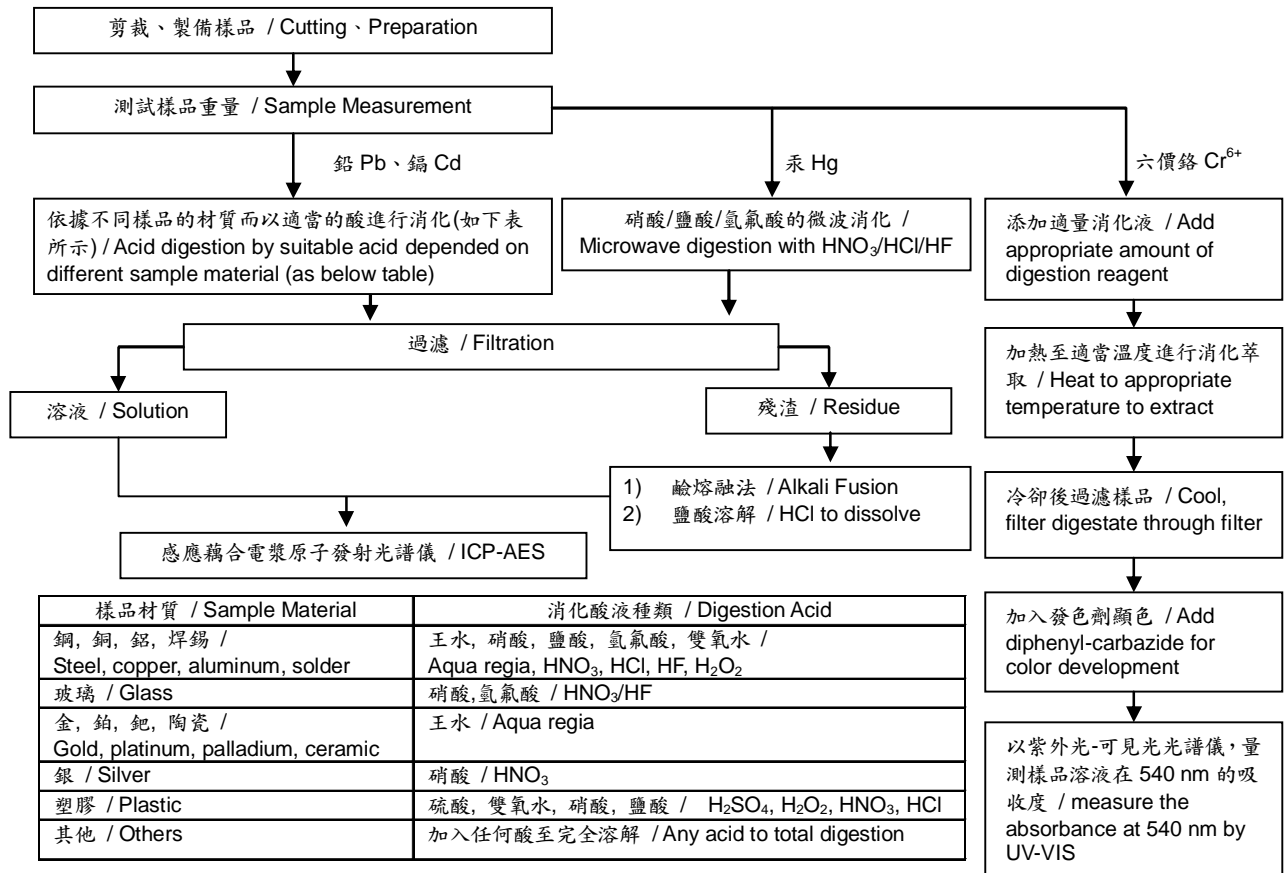 剪裁、製備樣品 / Cutting、Preparation
測試樣品重量 / Sample Measurement
鉛 Pb、鎘 Cd
汞 Hg
六價鉻 Cr6+
依據不同樣品的材質而以適當的酸進行消化(如下表
所示) / Acid digestion by suitable acid depended on
different sample material (as below table)
硝酸/鹽酸/氫氟酸的微波消化 /
Microwave digestion with HNO3/HCl/HF
添加適量消化液 / Add
appropriate amount of
digestion reagent
過濾 / Filtration
加熱至適當溫度進行消化萃
取 / Heat to appropriate
temperature to extract
溶液 / Solution
殘渣 / Residue
1) 鹼熔融法 / Alkali Fusion
2) 鹽酸溶解 / HCl to dissolve
冷卻後過濾樣品 / Cool,
filter digestate through filter
感應藕合電漿原子發射光譜儀 / ICP-AES
樣品材質 / Sample Material
消化酸液種類 / Digestion Acid
鋼, 銅, 鋁, 焊錫 /
Steel, copper, aluminum, solder
王水, 硝酸, 鹽酸, 氫氟酸, 雙氧水 /
Aqua regia, HNO3, HCl, HF, H2O2
玻璃 / Glass
硝酸,氫氟酸 / HNO3/HF
金, 鉑, 鈀, 陶瓷 /
Gold, platinum, palladium, ceramic
王水 / Aqua regia
銀 / Silver
硝酸 / HNO3
塑膠 / Plastic
硫酸, 雙氧水, 硝酸, 鹽酸 / H2SO4, H2O2, HNO3, HCl
其他 / Others
加入任何酸至完全溶解 / Any acid to total digestion
加入發色劑顯色 / Add
diphenyl-carbazide for
color development
以紫外光-可見光光譜儀，量
測樣品溶液在 540 nm 的吸
收度 / measure the
absorbance at 540 nm by
UV-VIS